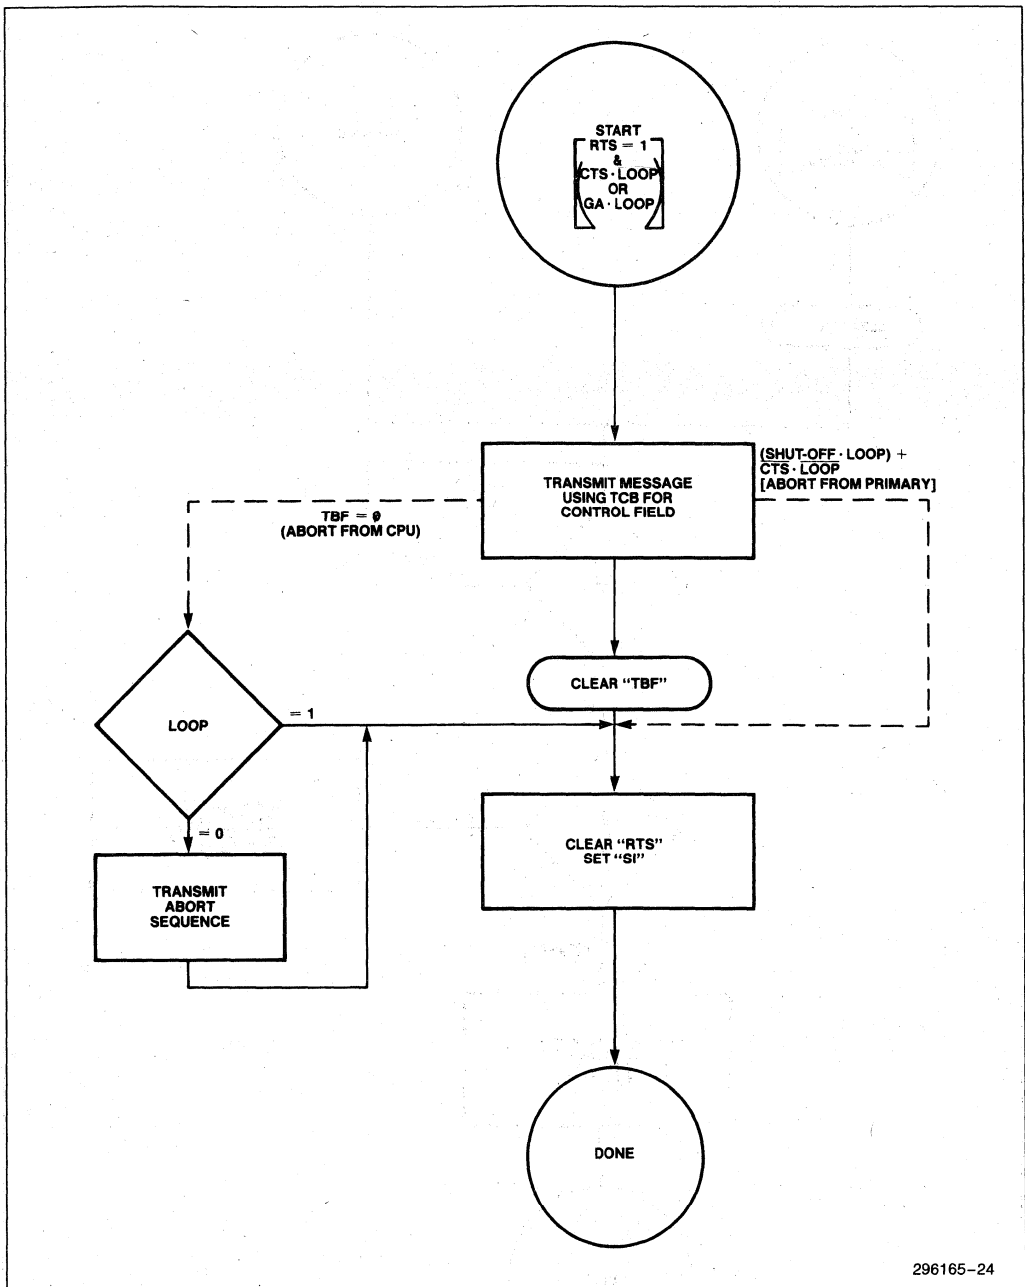 START
RTS = 1
&
CTS · LOOP
OR
GA · LOOP
TRANSMIT MESSAGE
USING TCB FOR
CONTROL FIELD
(SHUT-OFF · LOOP) +
CTS · LOOP
[ABORT FROM PRIMARY]
TBF = 0
(ABORT FROM CPU)
CLEAR “TBF”
LOOP
= 1
= 0
TRANSMIT
ABORT
SEQUENCE
CLEAR “RTS”
SET “SI”
DONE
296165–24